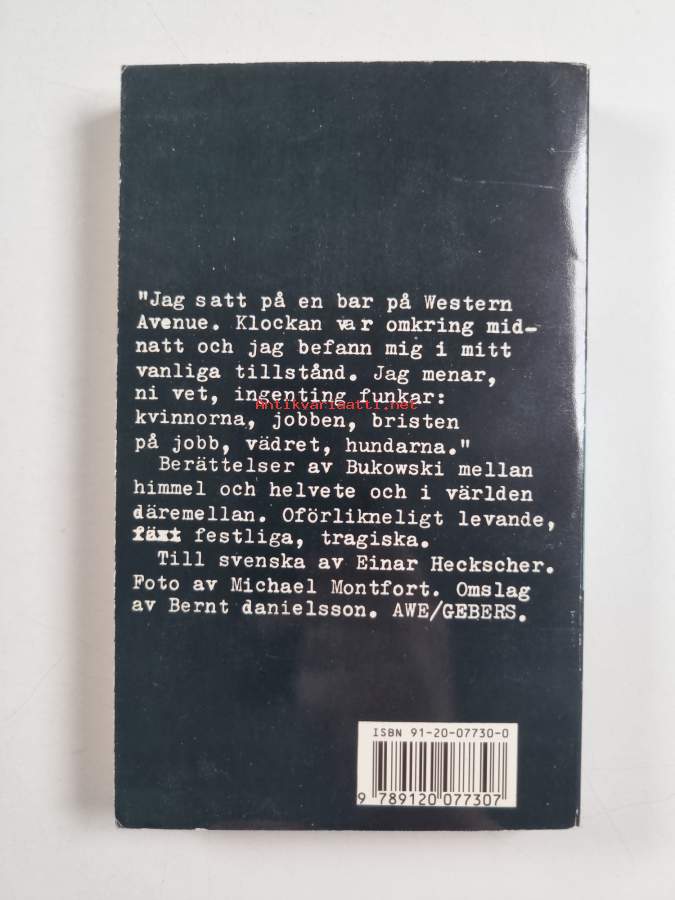 "Jag satt på en bar på Western
Avenue. Klockan var omkring mid-
natt och jag befann mig i mitt
vanliga tillstånd. Jag menar,
ni vet, ingenting funkar:
Antikvariaatti.net
kvinnorna, jobben, bristen
på jobb, vädret, hundarna."
Berättelser av Bukowski mellan
himmel och helvete och i världen
däremellan. Oförlikneligt levande,
festliga, tragiska.
Till svenska av Einar Heckscher.
Foto av Michael Montfort. Omslag
av Bernt danielsson. AWE/GEBERS.
ISBN 91-20-07730-0
9 789120 077307